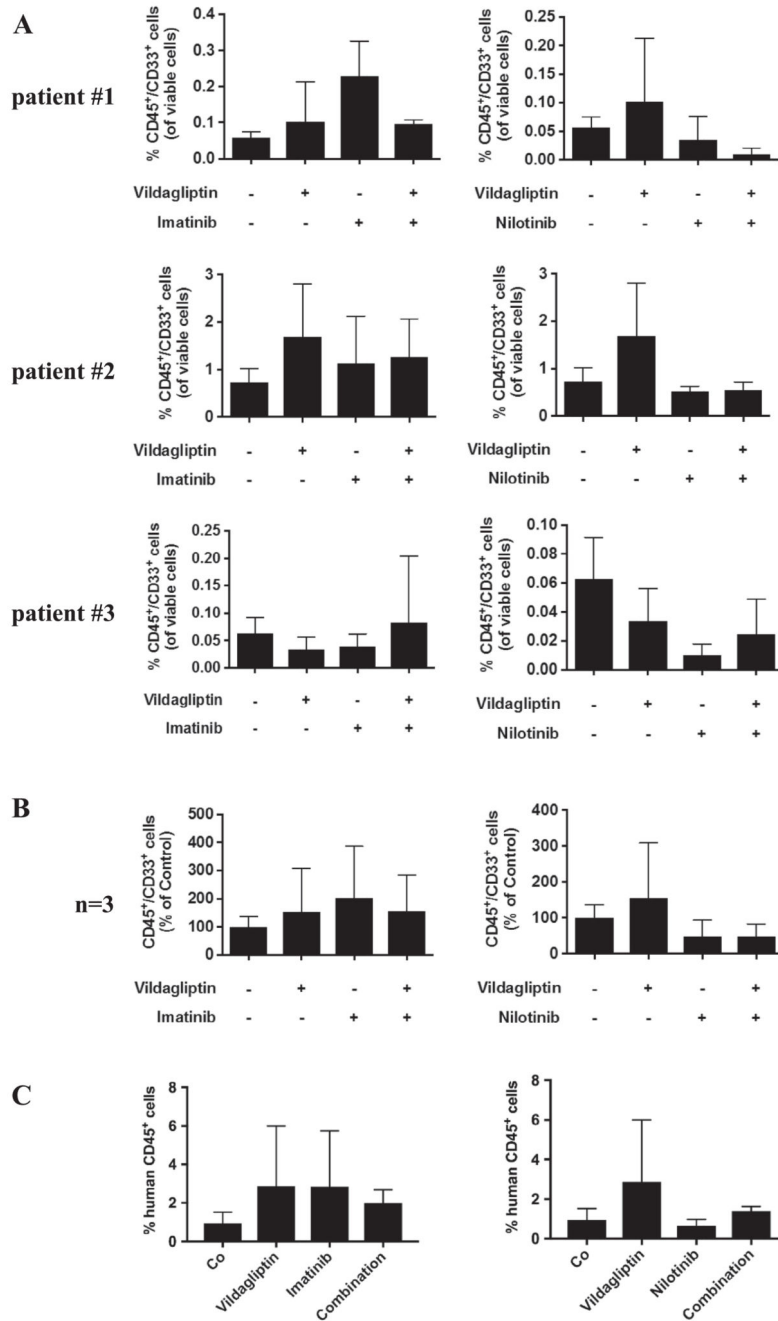 A
patient #1
% CD45+/CD33+ cells
(of viable cells)
0.4
0.3
0.2
0.1
0.0
Vildagliptin - + - +
Imatinib - - + +
% CD45+/CD33+ cells
(of viable cells)
0.25
0.20
0.15
0.10
0.05
0.00
Vildagliptin - + - +
Nilotinib - - + +
patient #2
% CD45+/CD33+ cells
(of viable cells)
3
2
1
0
Vildagliptin - + - +
Imatinib - - + +
% CD45+/CD33+ cells
(of viable cells)
3
2
1
0
Vildagliptin - + - +
Nilotinib - - + +
patient #3
% CD45+/CD33+ cells
(of viable cells)
0.25
0.20
0.15
0.10
0.05
0.00
Vildagliptin - + - +
Imatinib - - + +
% CD45+/CD33+ cells
(of viable cells)
0.10
0.08
0.06
0.04
0.02
0.00
Vildagliptin - + - +
Nilotinib - - + +
B
n=3
CD45+/CD33+ cells
(% of Control)
500
400
300
200
100
0
Vildagliptin - + - +
Imatinib - - + +
CD45+/CD33+ cells
(% of Control)
400
300
200
100
0
Vildagliptin - + - +
Nilotinib - - + +
C
% human CD45+ cells
8
6
4
2
0
Co
Vildagliptin
Imatinib
Combination
% human CD45+ cells
8
6
4
2
0
Co
Vildagliptin
Nilotinib
Combination